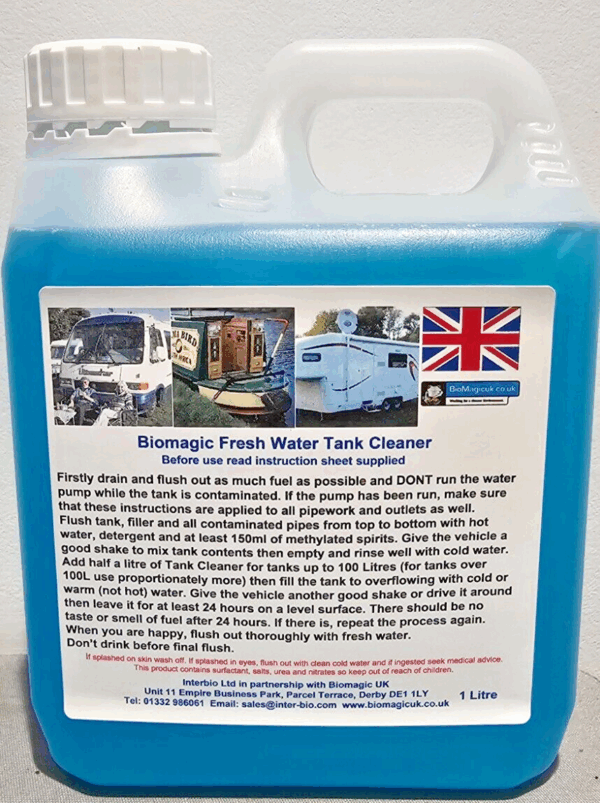 BIRD
BioMagicuk.co.uk
Working for a cleaner Environment
Biomagic Fresh Water Tank Cleaner
Before use read instruction sheet supplied
Firstly drain and flush out as much fuel as possible and DONT run the water
pump while the tank is contaminated. If the pump has been run, make sure
that these instructions are applied to all pipework and outlets as well.
Flush tank, filler and all contaminated pipes from top to bottom with hot
water, detergent and at least 150ml of methylated spirits. Give the vehicle a
good shake to mix tank contents then empty and rinse well with cold water.
Add half a litre of Tank Cleaner for tanks up to 100 Litres (for tanks over
100L use proportionately more) then fill the tank to overflowing with cold or
warm (not hot) water. Give the vehicle another good shake or drive it around
then leave it for at least 24 hours on a level surface. There should be no
taste or smell of fuel after 24 hours. If there is, repeat the process again.
When you are happy, flush out thoroughly with fresh water.
Don't drink before final flush.
If splashed on skin wash off. If splashed in eyes, flush out with clean cold water and if ingested seek medical advice.
This product contains surfactant, salts, urea and nitrates so keep out of reach of children.
Interbio Ltd in partnership with Biomagic UK
Unit 11 Empire Business Park, Parcel Terrace, Derby DE1 1LY
Tel: 01332 986061 Email: sales@inter-bio.com www.biomagicuk.co.uk
1 Litre